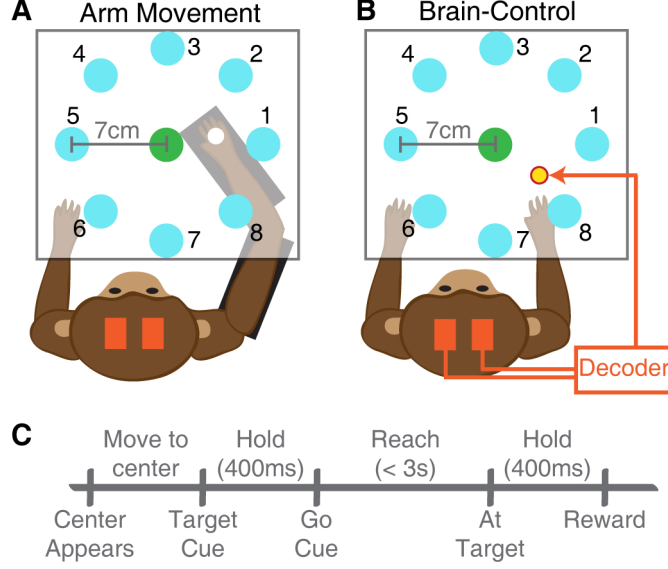 A
Arm Movement
3
4
2
5
1
7cm
6
8
7
B
Brain-Control
3
4
2
5
1
7cm
6
8
7
Decoder
C
Move to
center
Hold
(400ms)
Reach
(< 3s)
Hold
(400ms)
Center
Appears
Target
Cue
Go
Cue
At
Target
Reward